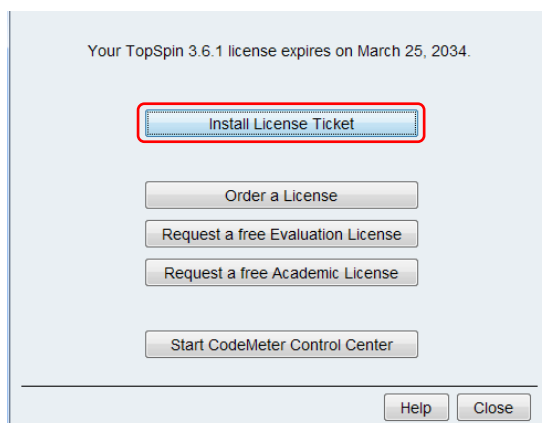 Your TopSpin 3.6.1 license expires on March 25, 2034.
Install License Ticket
Order a License
Request a free Evaluation License
Request a free Academic License
Start CodeMeter Control Center
Help Close